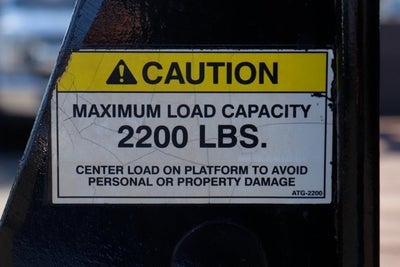 CAUTION
MAXIMUM LOAD CAPACITY
2200 LBS.
CENTER LOAD ON PLATFORM TO AVOID
PERSONAL OR PROPERTY DAMAGE
ATG-2200